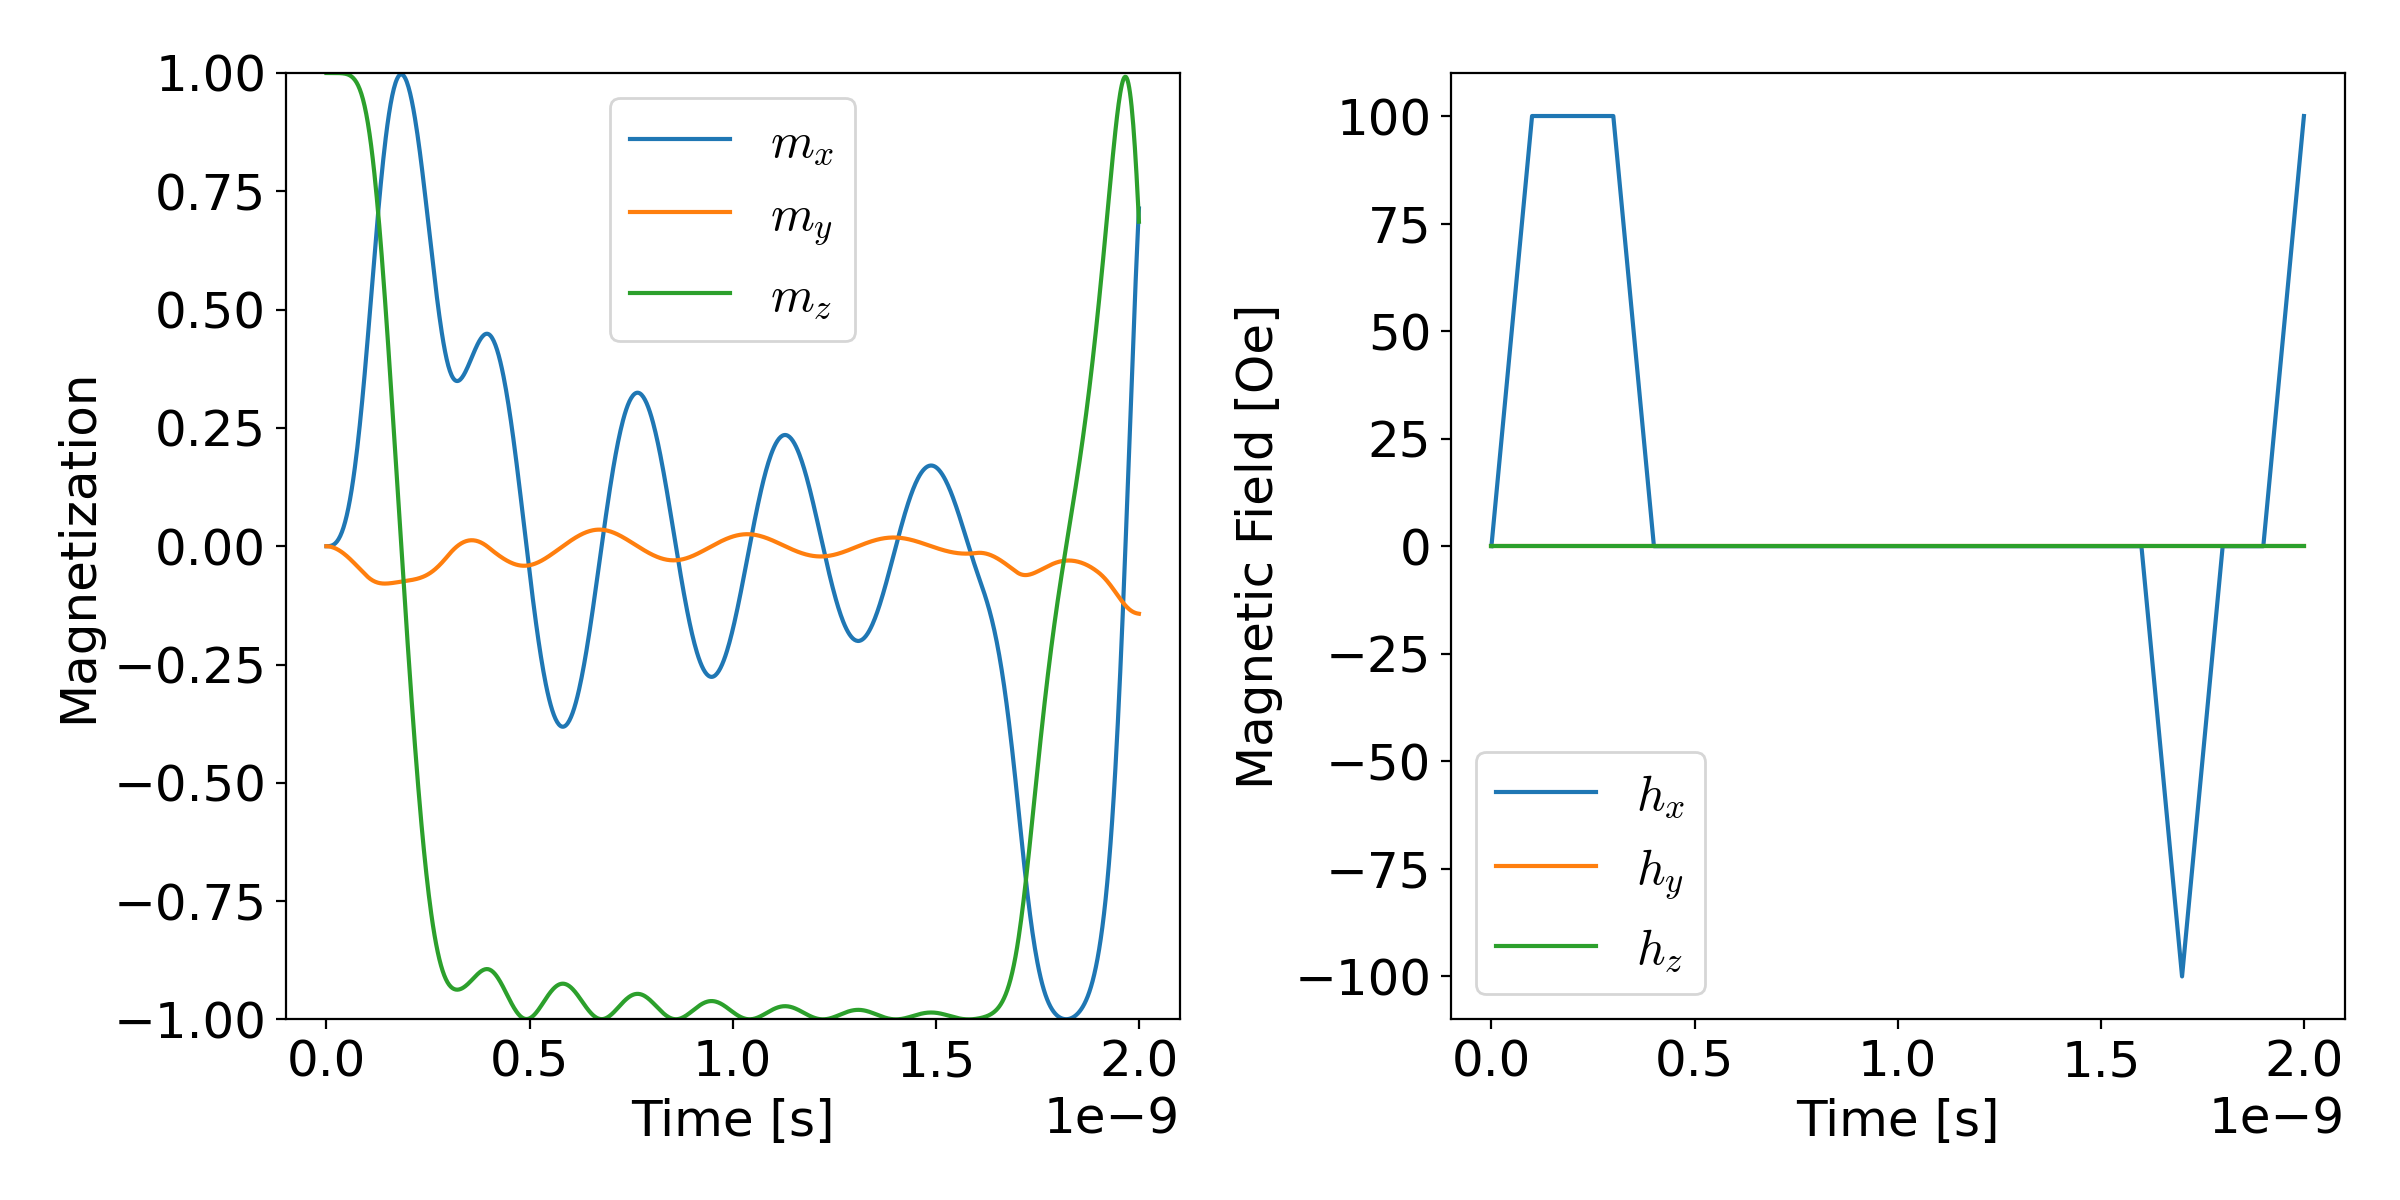 1.00
0.75
0.50
0.25
0.00
−0.25
−0.50
−0.75
−1.00
Magnetization
m_x
m_y
m_z
0.0 0.5 1.0 1.5 2.0
Time [s] 1e−9
100
75
50
25
0
−25
−50
−75
−100
Magnetic Field [Oe]
h_x
h_y
h_z
0.0 0.5 1.0 1.5 2.0
Time [s] 1e−9